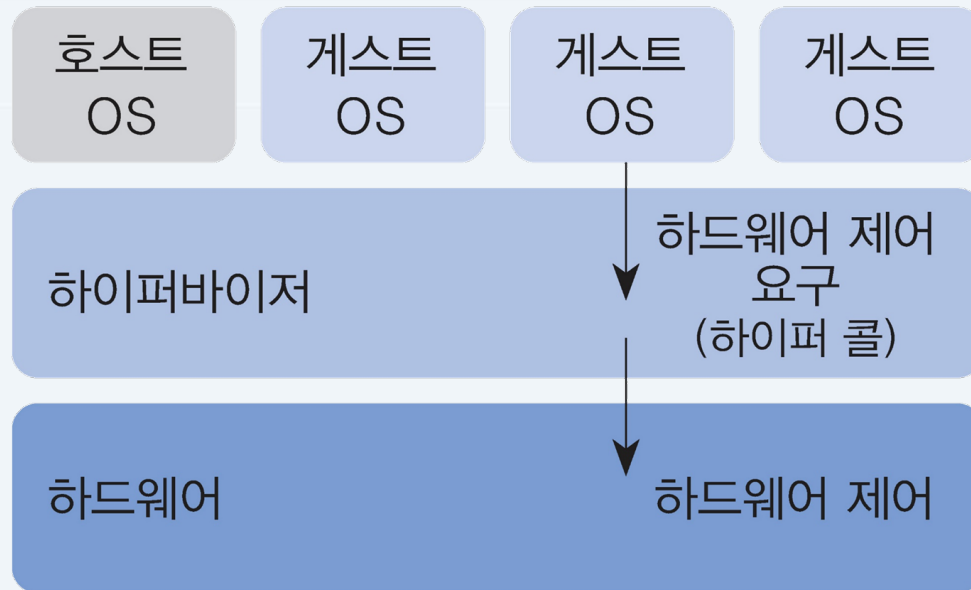 호스트
OS
게스트
OS
게스트
OS
게스트
OS
하이퍼바이저
하드웨어 제어
요구
(하이퍼 콜)
하드웨어
하드웨어 제어